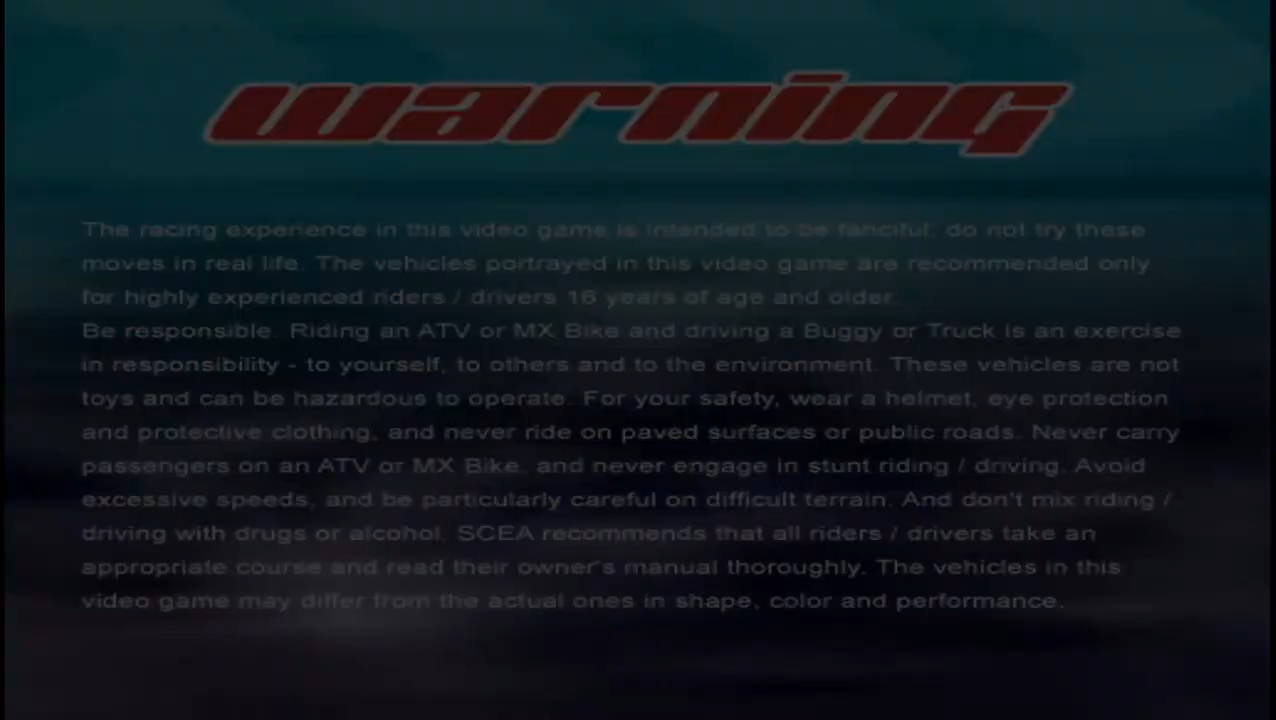 warning
The racing experience in this video game is intended to be fanciful; do not try these
moves in real life. The vehicles portrayed in this video game are recommended only
for highly experienced riders / drivers 16 years of age and older.
Be responsible. Riding an ATV or MX Bike and driving a Buggy or Truck is an exercise
in responsibility - to yourself, to others and to the environment. These vehicles are not
toys and can be hazardous to operate. For your safety, wear a helmet, eye protection
and protective clothing, and never ride on paved surfaces or public roads. Never carry
passengers on an ATV or MX Bike, and never engage in stunt riding / driving. Avoid
excessive speeds, and be particularly careful on difficult terrain. And don't mix riding /
driving with drugs or alcohol. SCEA recommends that all riders / drivers take an
appropriate course and read their owner's manual thoroughly. The vehicles in this
video game may differ from the actual ones in shape, color and performance.